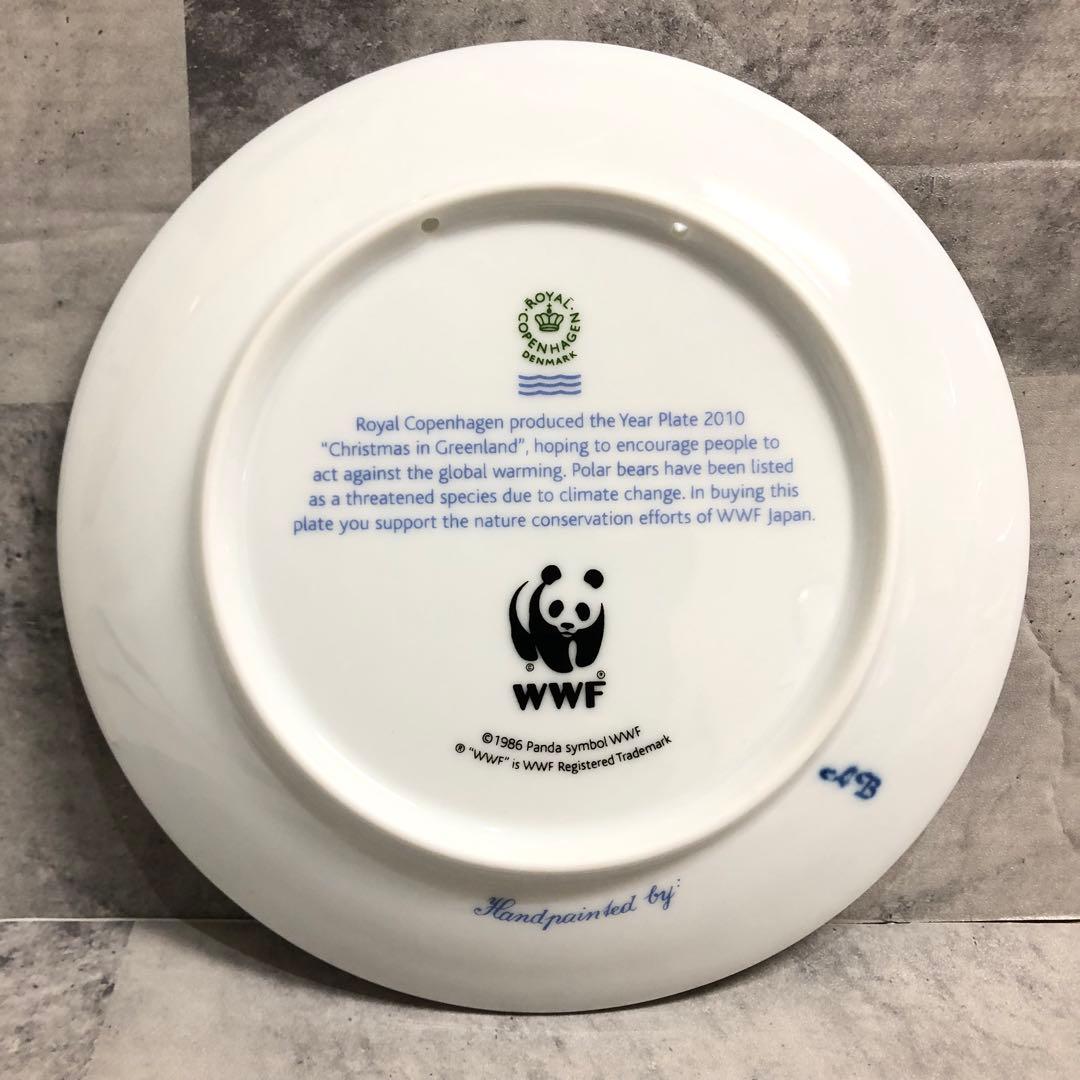 ROYAL
COPENHAGEN
DENMARK
Royal Copenhagen produced the Year Plate 2010
“Christmas in Greenland”, hoping to encourage people to
act against the global warming. Polar bears have been listed
as a threatened species due to climate change. In buying this
plate you support the nature conservation efforts of WWF Japan.
©
®
WWF
©1986 Panda symbol WWF
® “WWF” is WWF Registered Trademark
Handpainted by: